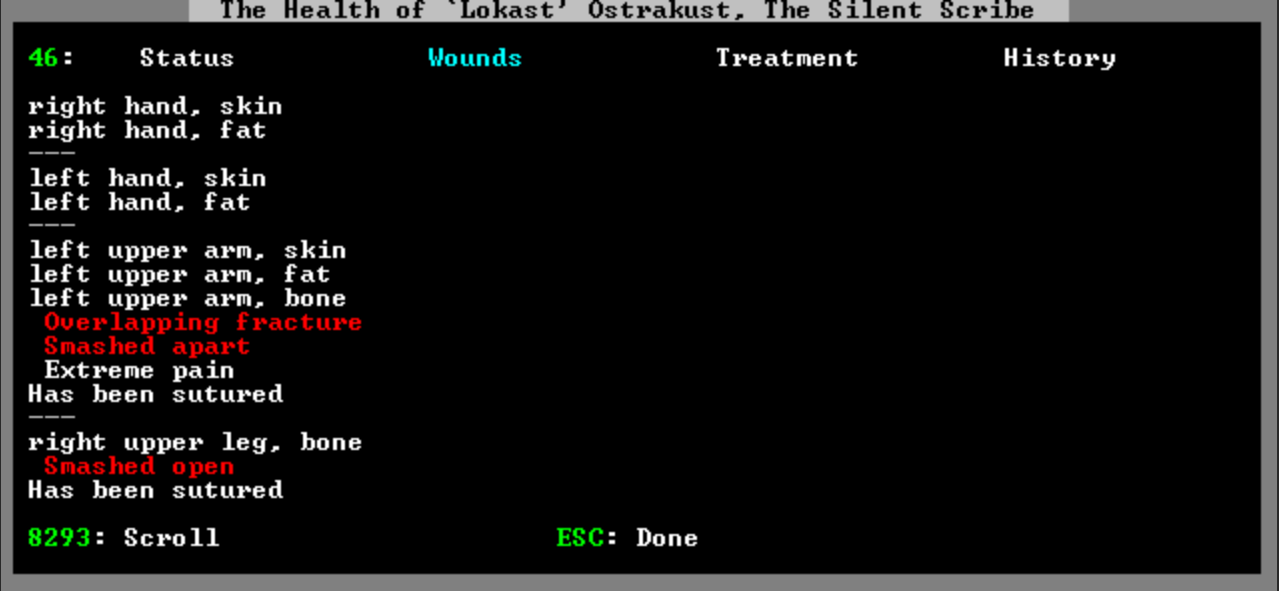 The Health of `Lokast' Ostrakust, The Silent Scribe
46: Status Wounds Treatment History
right hand, skin
right hand, fat
---
left hand, skin
left hand, fat
---
left upper arm, skin
left upper arm, fat
left upper arm, bone
Overlapping fracture
Smashed apart
Extreme pain
Has been sutured
---
right upper leg, bone
Smashed open
Has been sutured
8293: Scroll ESC: Done